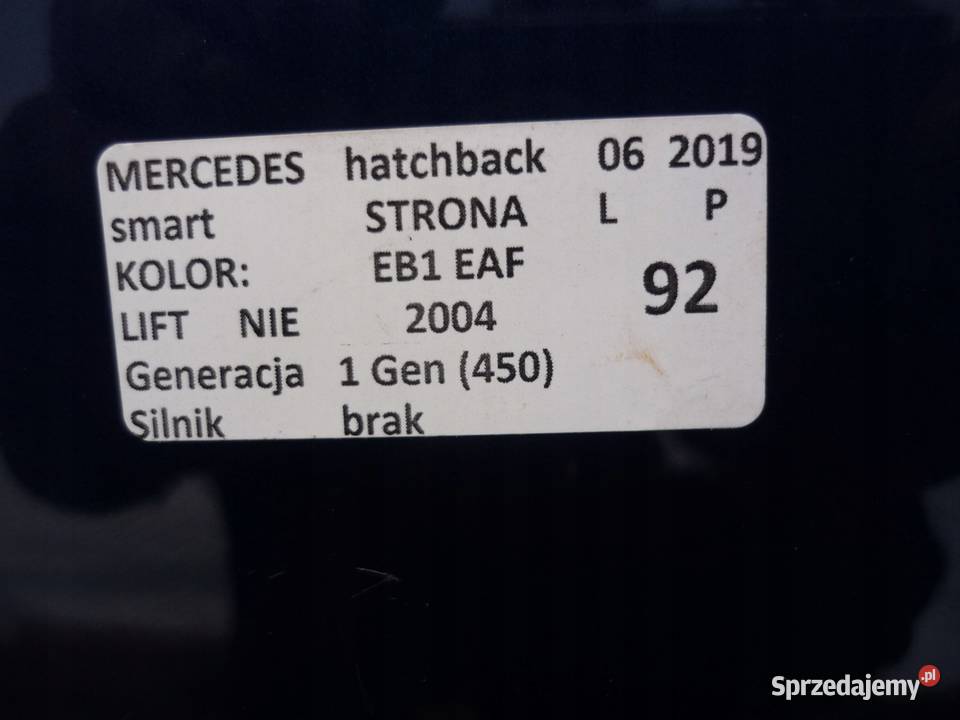 MERCEDES hatchback 06 2019
smart STRONA L P
KOLOR: EB1 EAF 92
LIFT NIE 2004
Generacja 1 Gen (450)
Silnik brak
Sprzedajemy.pl